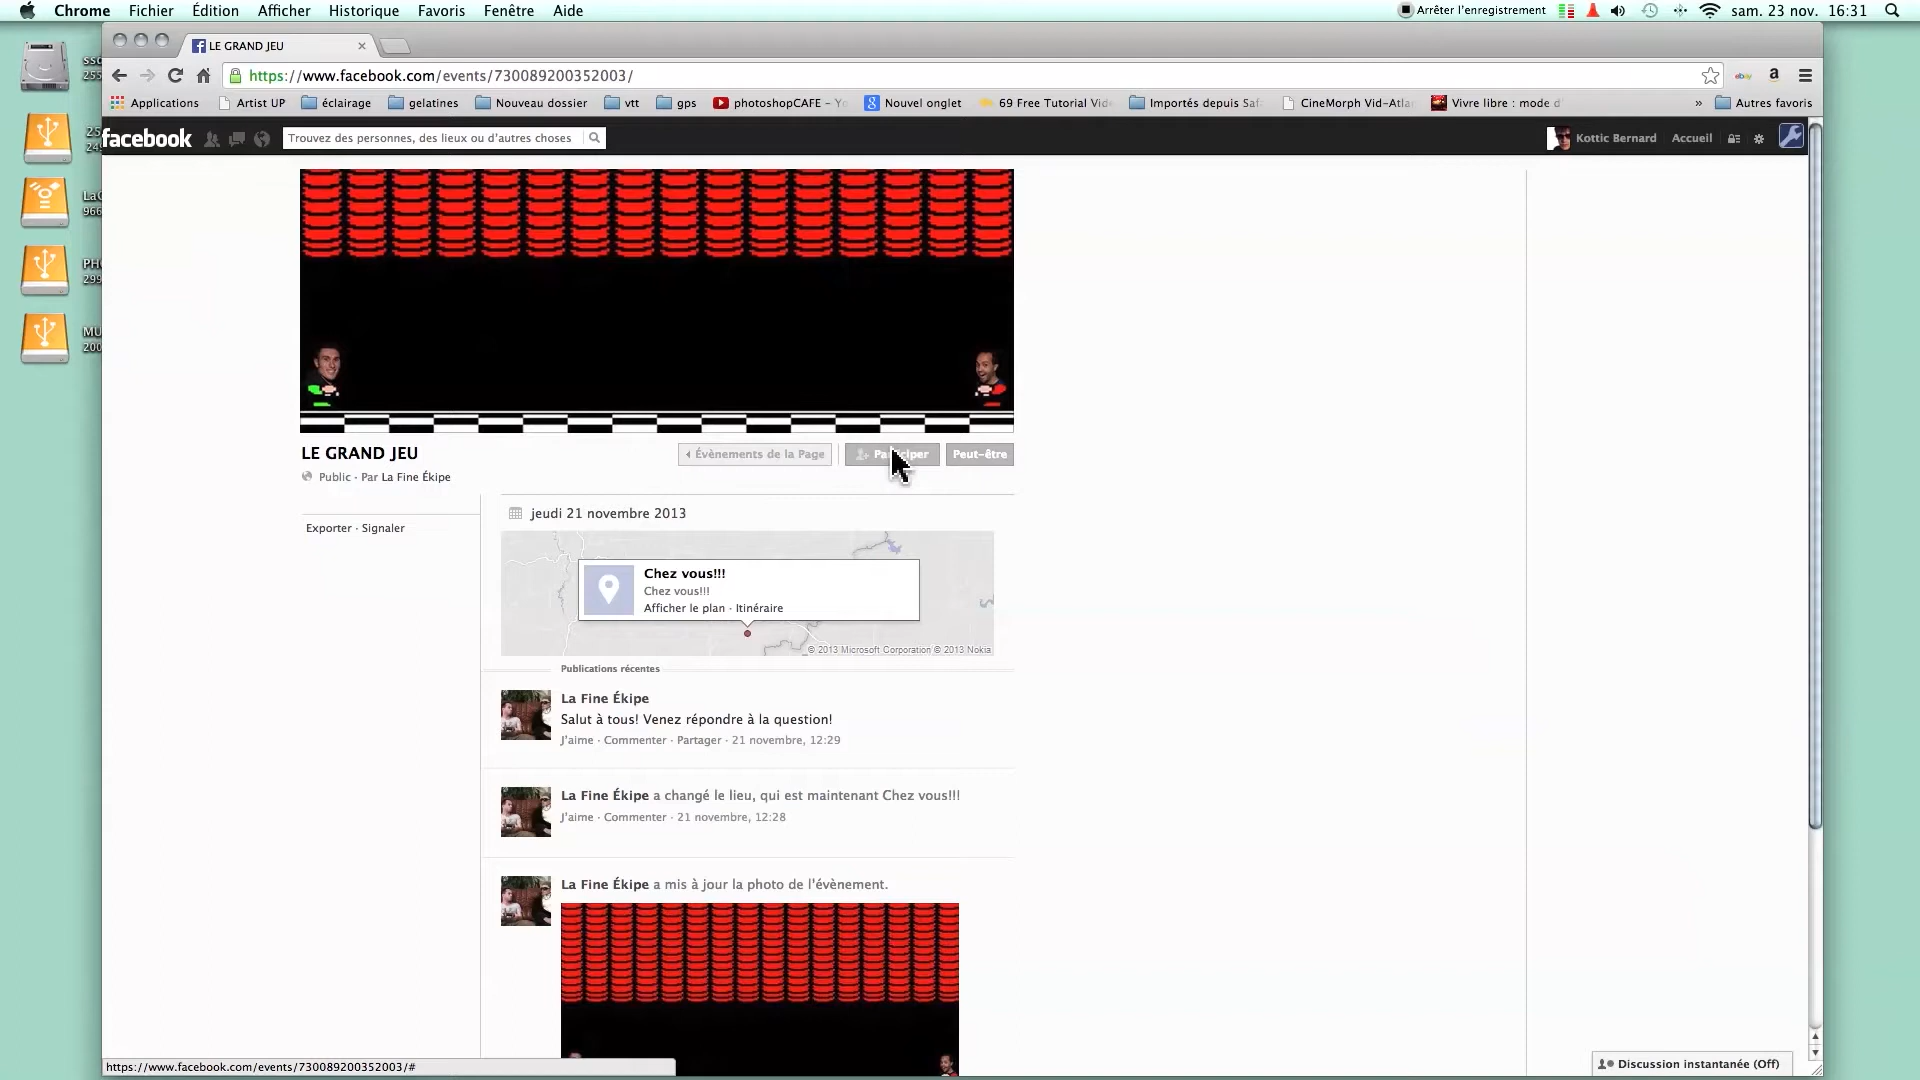 Chrome Fichier Édition Afficher Historique Favoris Fenêtre Aide Arrêter l'enregistrement sam. 23 nov. 16:31
LE GRAND JEU
https://www.facebook.com/events/730089200352003/
Applications Artist UP éclairage gelatines Nouveau dossier vtt gps photoshopCAFE - Yo Nouvel onglet 69 Free Tutorial Vide Importés depuis Saf CineMorph Vid-Atla Vivre libre : mode d' » Autres favoris
facebook Trouvez des personnes, des lieux ou d'autres choses Kottic Bernard Accueil
LE GRAND JEU Évènements de la Page Peut-être
Public · Par La Fine Ékipe
Exporter · Signaler
jeudi 21 novembre 2013
Chez vous!!!
Chez vous!!!
Afficher le plan · Itinéraire
© 2013 Microsoft Corporation © 2013 Nokia
Publications récentes
La Fine Ékipe
Salut à tous! Venez répondre à la question!
J'aime · Commenter · Partager · 21 novembre, 12:29
La Fine Ékipe a changé le lieu, qui est maintenant Chez vous!!!
J'aime · Commenter · 21 novembre, 12:28
La Fine Ékipe a mis à jour la photo de l'évènement.
https://www.facebook.com/events/730089200352003/#
Discussion instantanée (Off)